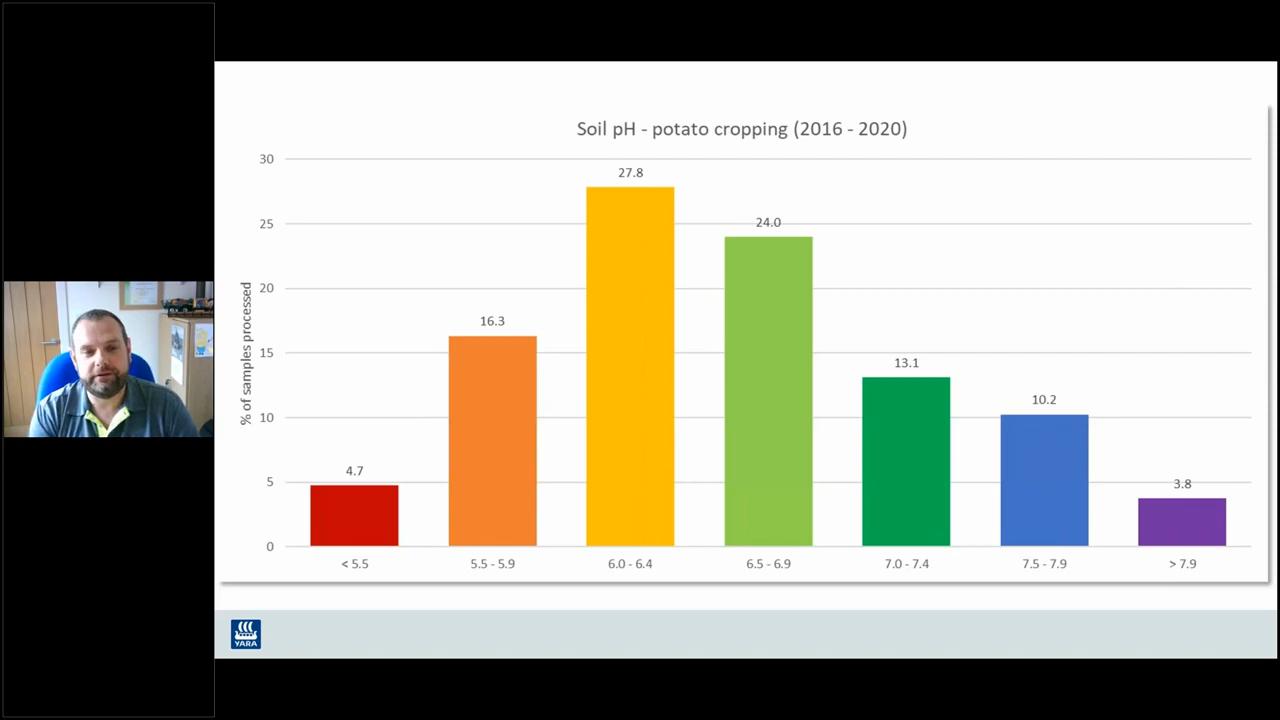 Soil pH - potato cropping (2016 - 2020)
% of samples processed
30
25
20
15
10
5
0
4.7
16.3
27.8
24.0
13.1
10.2
3.8
< 5.5
5.5 - 5.9
6.0 - 6.4
6.5 - 6.9
7.0 - 7.4
7.5 - 7.9
> 7.9
YARA